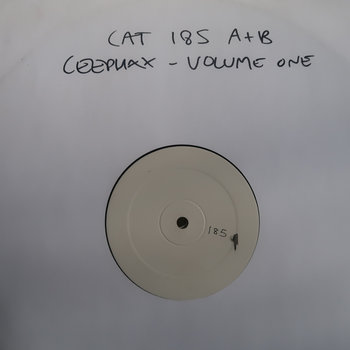 CAT 185 A+B
CEEPHAX - VOLUME ONE
185